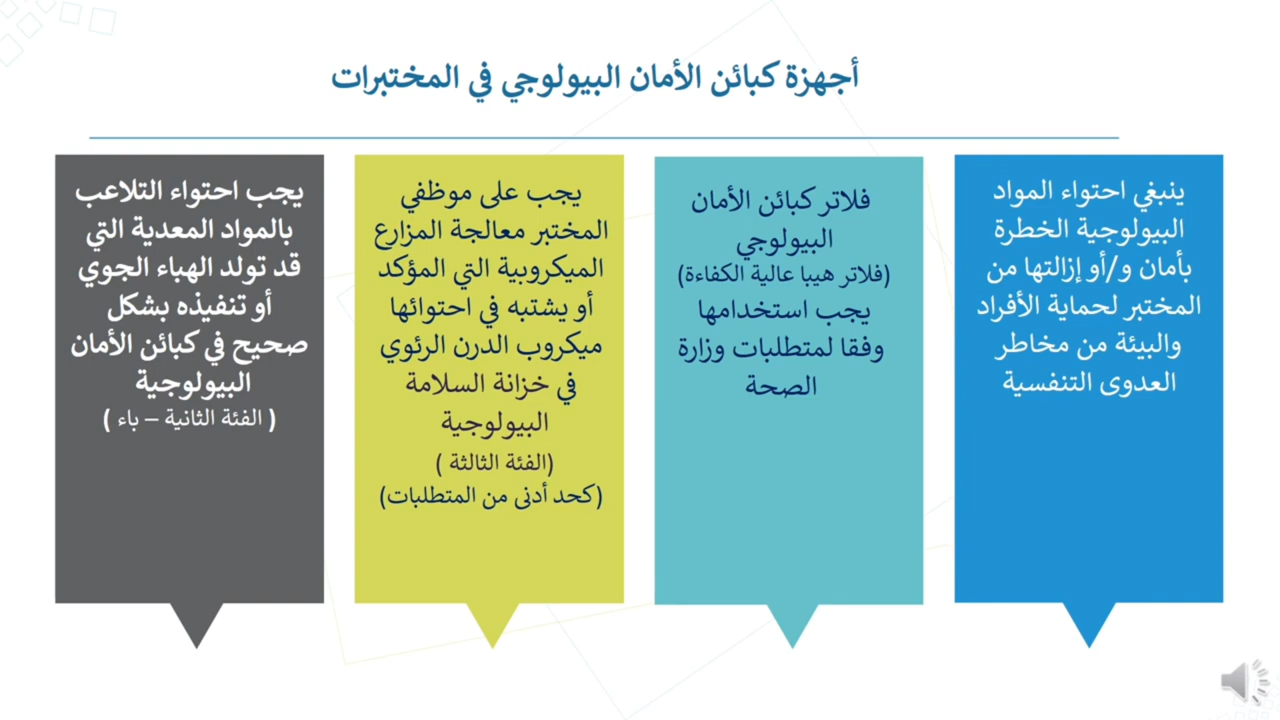 أجهزة كبائن الأمان البيولوجي في المختبرات
ينبغي احتواء المواد
البيولوجية الخطرة
بأمان و/أو إزالتها من
المختبر لحماية الأفراد
والبيئة من مخاطر
العدوى التنفسية
فلاتر كبائن الأمان
البيولوجي
(فلاتر هيبا عالية الكفاءة)
يجب استخدامها
وفقا لمتطلبات وزارة
الصحة
يجب على موظفي
المختبر معالجة المزارع
الميكروبية التي المؤكد
أو يشتبه في احتوائها
ميكروب الدرن الرئوي
في خزانة السلامة
البيولوجية
(الفئة الثالثة )
(كحد أدنى من المتطلبات)
يجب احتواء التلاعب
بالمواد المعدية التي
قد تولد الهباء الجوي
أو تنفيذه بشكل
صحيح في كبائن الأمان
البيولوجية
( الفئة الثانية – باء )